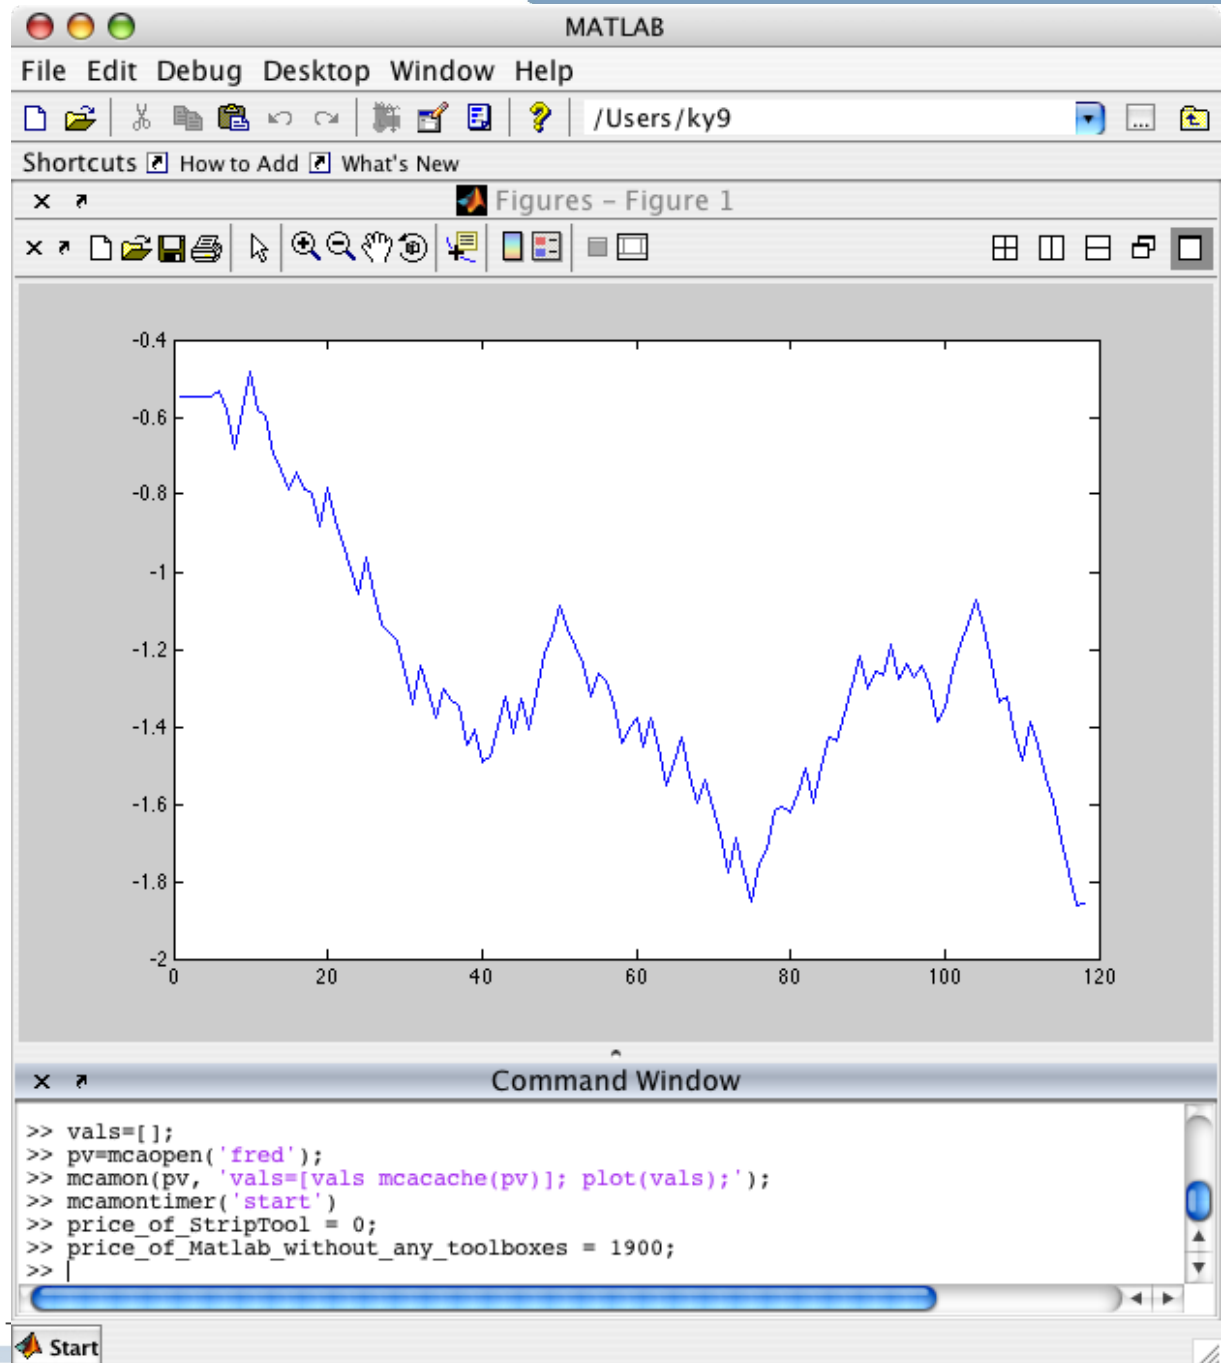 MATLAB
File Edit Debug Desktop Window Help
/Users/ky9
...
Shortcuts How to Add What's New
Figures - Figure 1
-0.4
-0.6
-0.8
-1
-1.2
-1.4
-1.6
-1.8
-2
0 20 40 60 80 100 120
Command Window
>> vals=[];
>> pv=mcaopen('fred');
>> mcamon(pv, 'vals=[vals mcacache(pv)]; plot(vals);');
>> mcamontimer('start')
>> price_of_StripTool = 0;
>> price_of_Matlab_without_any_toolboxes = 1900;
>>
Start